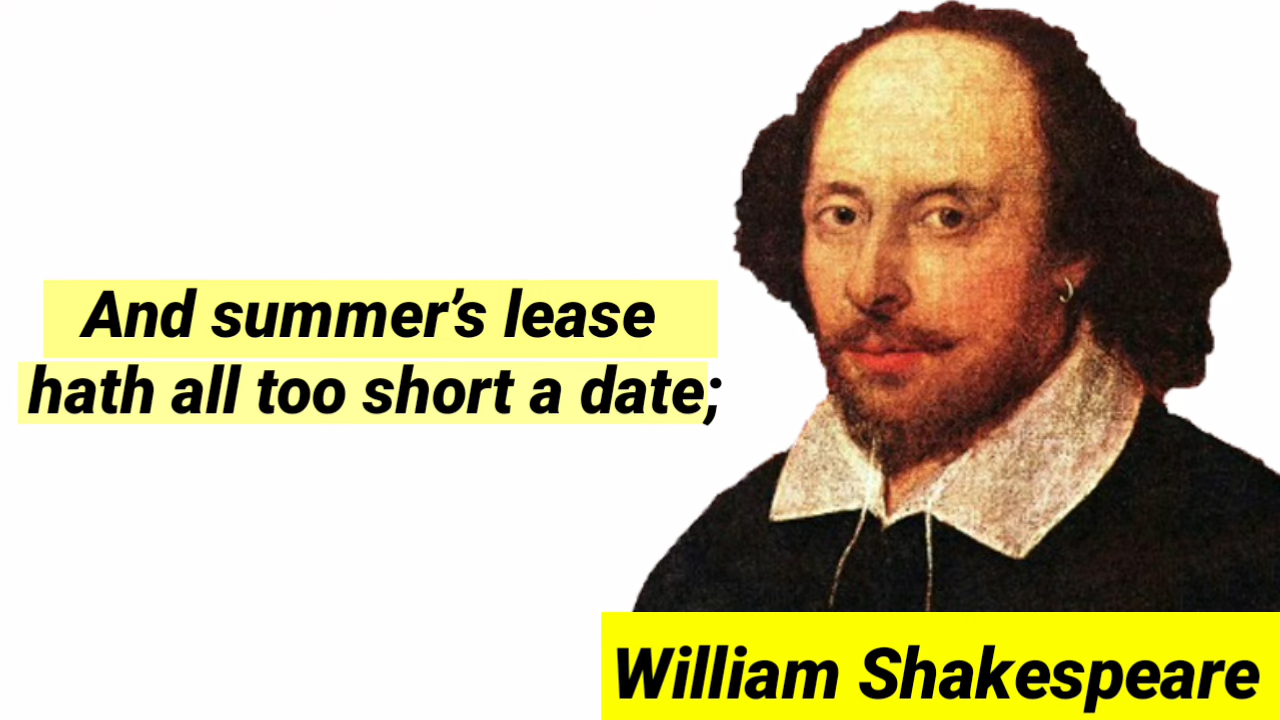 And summer’s lease
hath all too short a date;
William Shakespeare